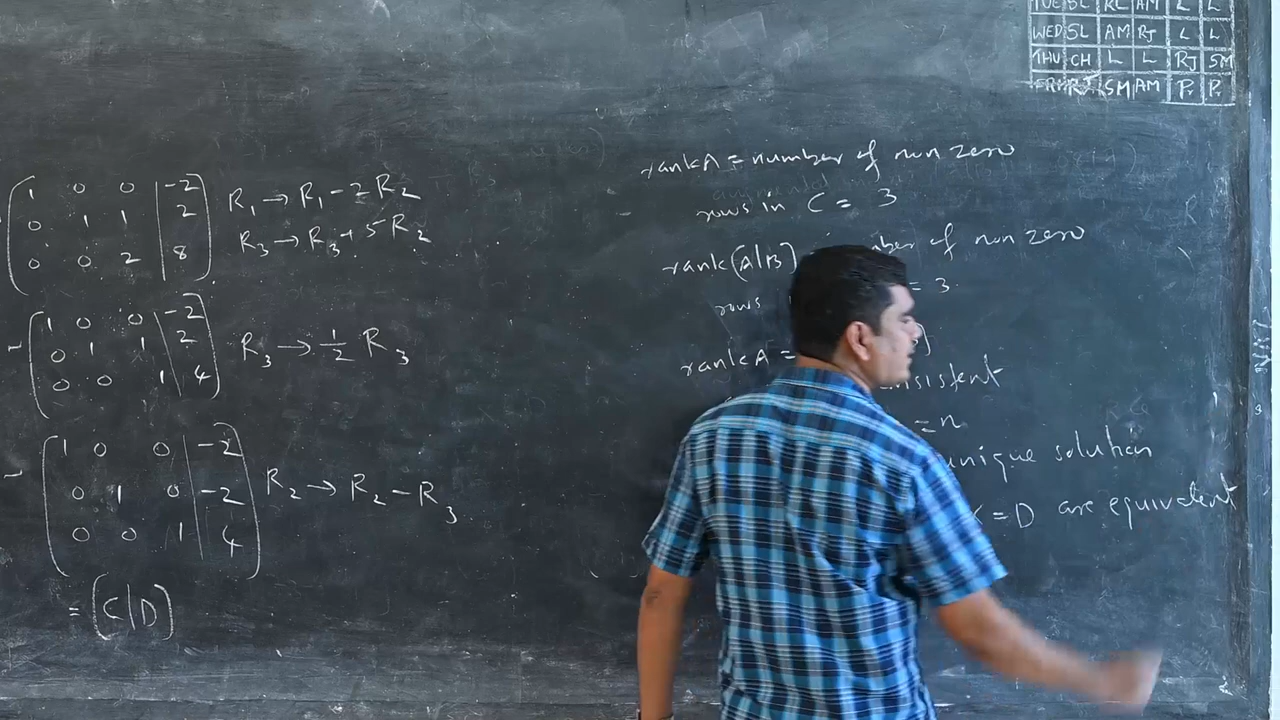 TUE SL RL AM L L
WED SL AM RJ L L
THU CH L L RJ SM
FRI RJ SM AM P. P.
1 0 0 | -2
0 1 1 | 2
0 0 2 | 8
R₁ → R₁ - 2R₂
R₃ → R₃ + 5R₂
~ 1 0 0 | -2
0 1 1 | 2
0 0 1 | 4
R₃ → 1/2 R₃
~ 1 0 0 | -2
0 1 0 | -2
0 0 1 | 4
R₂ → R₂ - R₃
= (C|D)
rank A = number of non zero
rows in C = 3
rank (A|B) of non zero
rows = 3.
rank A =
= n
unique solution
= D are equivalent